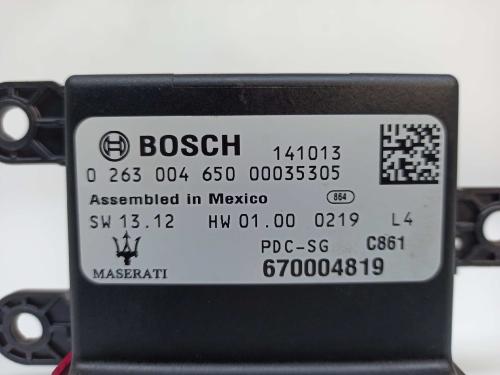 BOSCH 141013
0 263 004 650 00035305
Assembled in Mexico 864
SW 13.12 HW 01.00 0219 L4
PDC-SG C861
MASERATI 670004819